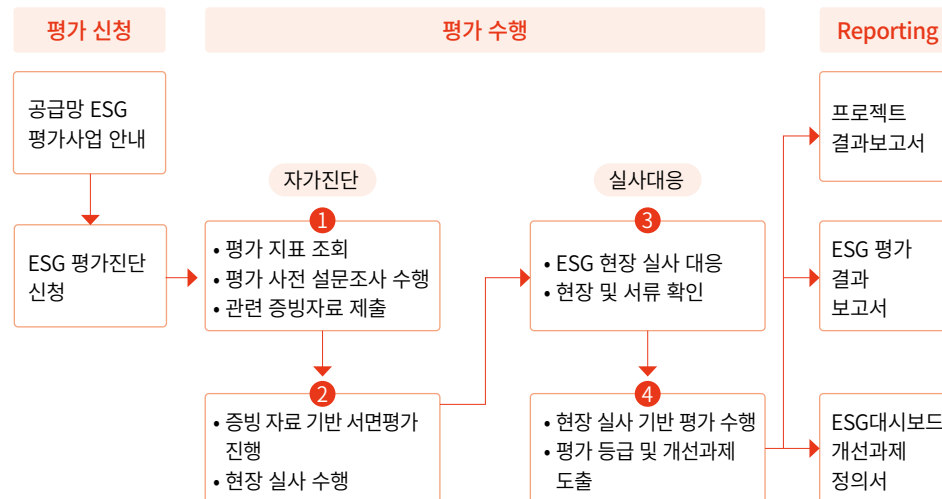 평가 신청
평가 수행
Reporting
공급망 ESG
평가사업 안내
ESG 평가진단
신청
자가진단
1
• 평가 지표 조회
• 평가 사전 설문조사 수행
• 관련 증빙자료 제출
2
• 증빙 자료 기반 서면평가
진행
• 현장 실사 수행
실사대응
3
• ESG 현장 실사 대응
• 현장 및 서류 확인
4
• 현장 실사 기반 평가 수행
• 평가 등급 및 개선과제
도출
프로젝트
결과보고서
ESG 평가
결과
보고서
ESG대시보드
개선과제
정의서